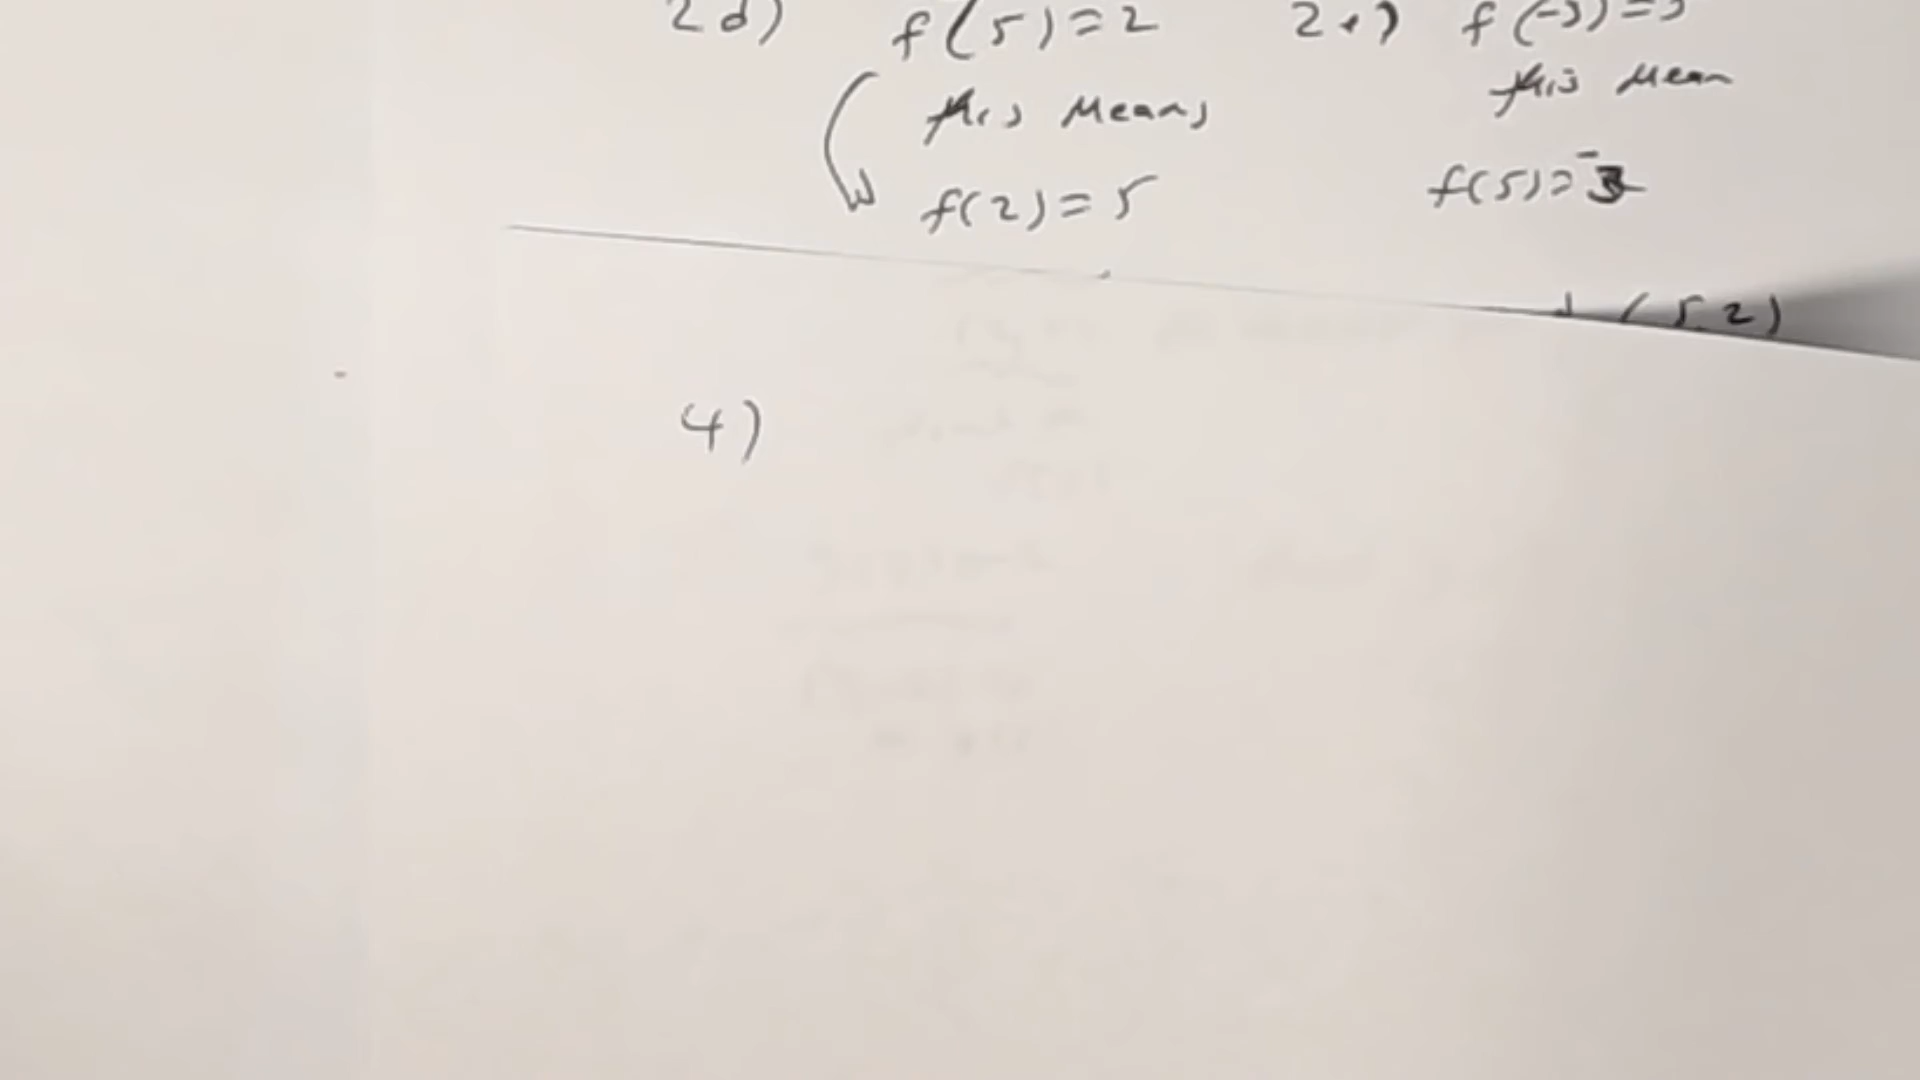 2d) f(5)=2
this means
f(2)=5
f(-3)=5
this mean
f(5)=-3
(5,2)
4)